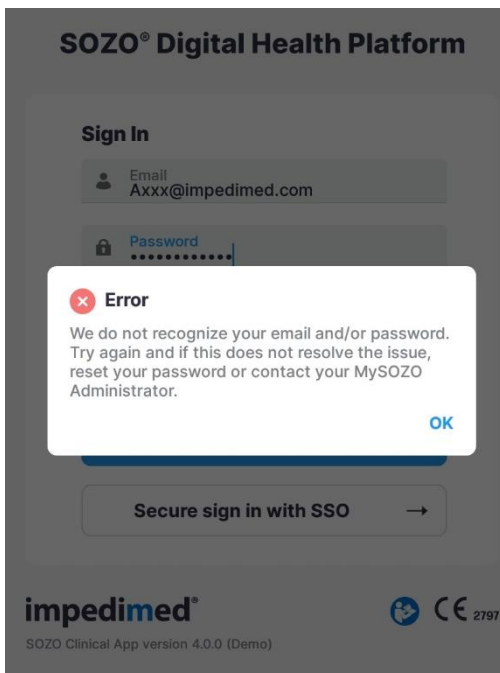 SOZO® Digital Health Platform
Sign In
Email
Axxx@impedimed.com
Password
••••••••••••
Error
We do not recognize your email and/or password.
Try again and if this does not resolve the issue,
reset your password or contact your MySOZO
Administrator.
OK
Secure sign in with SSO →
impedimed®
CE 2797
SOZO Clinical App version 4.0.0 (Demo)